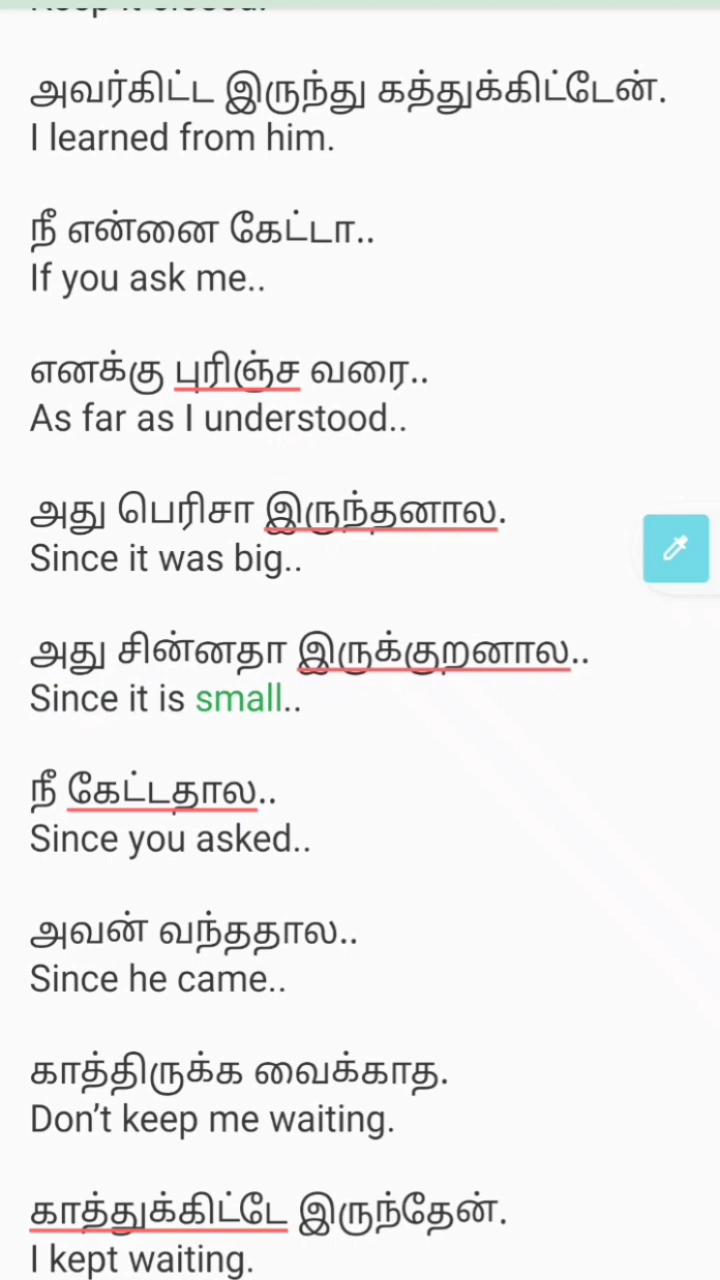 அவர்கிட்ட இருந்து கத்துக்கிட்டேன்.
I learned from him.
நீ என்னை கேட்டா..
If you ask me..
எனக்கு புரிஞ்ச வரை..
As far as I understood..
அது பெரிசா இருந்தனால.
Since it was big..
அது சின்னதா இருக்குறனால..
Since it is small..
நீ கேட்டதால..
Since you asked..
அவன் வந்ததால..
Since he came..
காத்திருக்க வைக்காத.
Don’t keep me waiting.
காத்துக்கிட்டே இருந்தேன்.
I kept waiting.